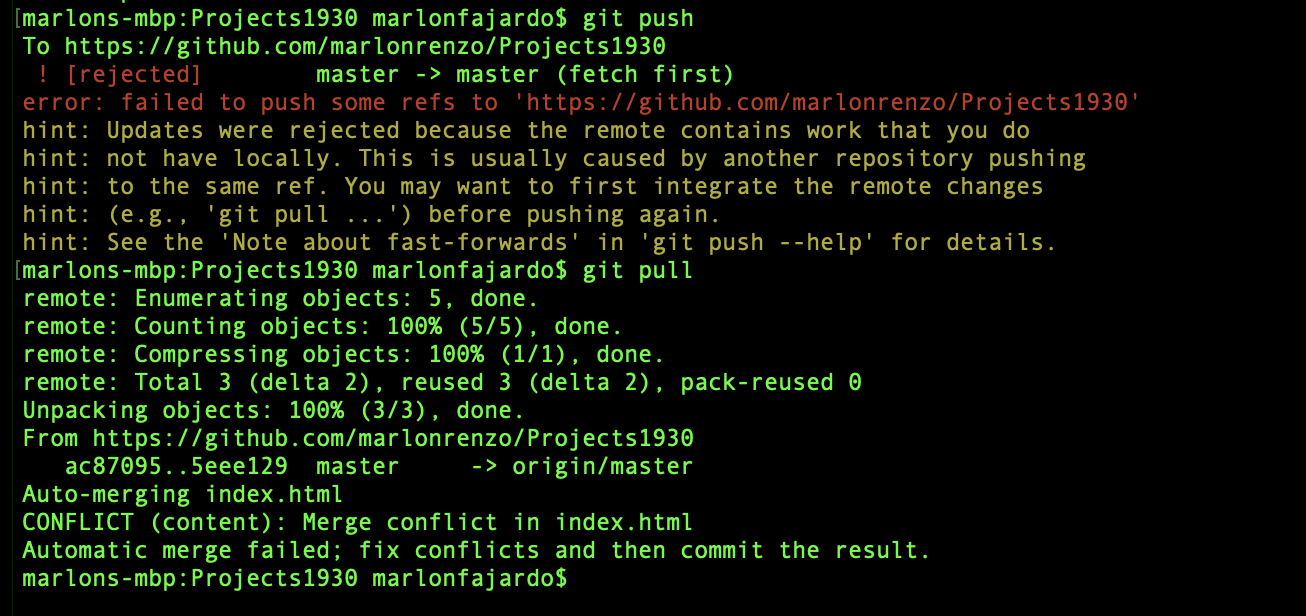 [marlons-mbp:Projects1930 marlonfajardo$ git push
To https://github.com/marlonrenzo/Projects1930
 ! [rejected]        master -> master (fetch first)
error: failed to push some refs to 'https://github.com/marlonrenzo/Projects1930'
hint: Updates were rejected because the remote contains work that you do
hint: not have locally. This is usually caused by another repository pushing
hint: to the same ref. You may want to first integrate the remote changes
hint: (e.g., 'git pull ...') before pushing again.
hint: See the 'Note about fast-forwards' in 'git push --help' for details.
[marlons-mbp:Projects1930 marlonfajardo$ git pull
remote: Enumerating objects: 5, done.
remote: Counting objects: 100% (5/5), done.
remote: Compressing objects: 100% (1/1), done.
remote: Total 3 (delta 2), reused 3 (delta 2), pack-reused 0
Unpacking objects: 100% (3/3), done.
From https://github.com/marlonrenzo/Projects1930
   ac87095..5eee129  master     -> origin/master
Auto-merging index.html
CONFLICT (content): Merge conflict in index.html
Automatic merge failed; fix conflicts and then commit the result.
marlons-mbp:Projects1930 marlonfajardo$